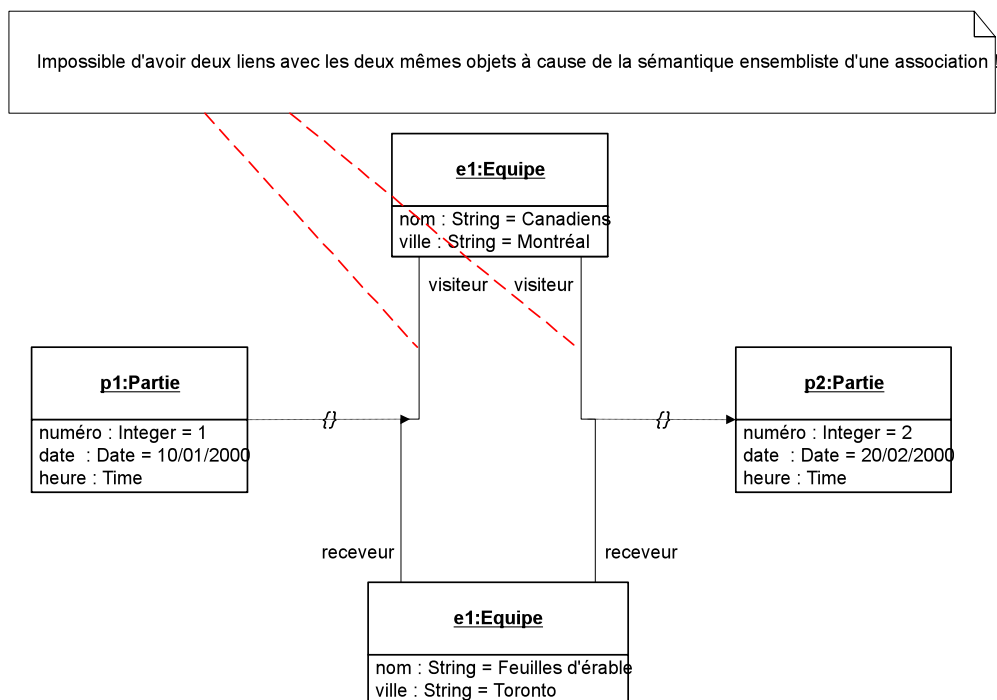 Impossible d'avoir deux liens avec les deux mêmes objets à cause de la sémantique ensembliste d'une association !
e1:Equipe
nom : String = Canadiens
ville : String = Montréal
visiteur visiteur
p1:Partie
numéro : Integer = 1
date : Date = 10/01/2000
heure : Time
{}
{}
p2:Partie
numéro : Integer = 2
date : Date = 20/02/2000
heure : Time
receveur receveur
e1:Equipe
nom : String = Feuilles d'érable
ville : String = Toronto